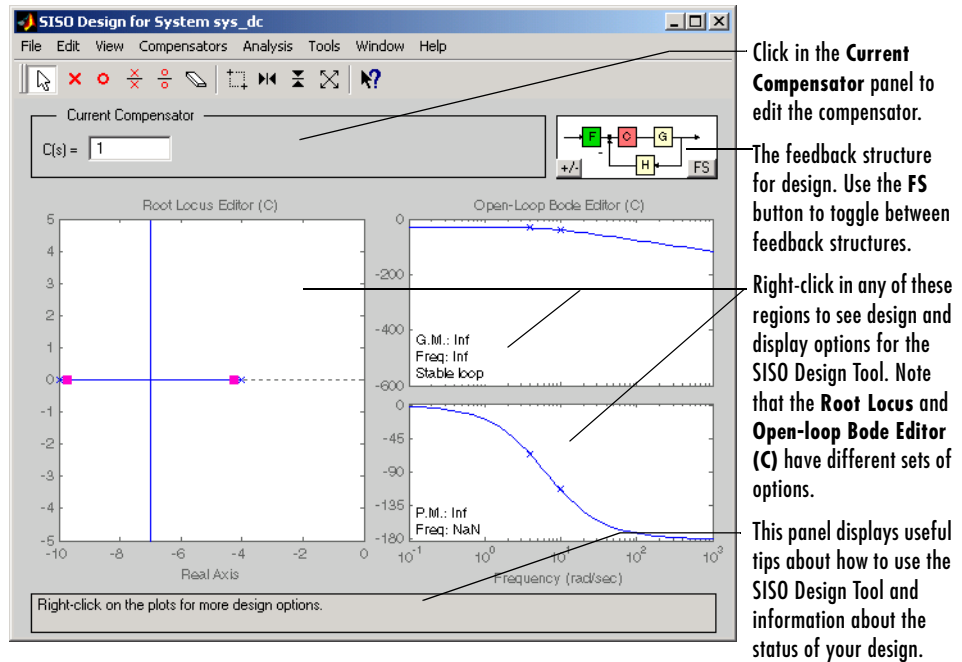 SISO Design for System sys_dc
File Edit View Compensators Analysis Tools Window Help
Current Compensator
C(s) = 1
F C G
H
+/- FS
Root Locus Editor (C)
5
4
3
2
1
0
-1
-2
-3
-4
-5
-10 -8 -6 -4 -2 0
Real Axis
Open-Loop Bode Editor (C)
0
-200
-400
-600
G.M.: Inf
Freq: Inf
Stable loop
0
-45
-90
-135
-180
P.M.: Inf
Freq: NaN
10^-1 10^0 10^1 10^2 10^3
Frequency (rad/sec)
Right-click on the plots for more design options.
Click in the Current
Compensator panel to
edit the compensator.
The feedback structure
for design. Use the FS
button to toggle between
feedback structures.
Right-click in any of these
regions to see design and
display options for the
SISO Design Tool. Note
that the Root Locus and
Open-loop Bode Editor
(C) have different sets of
options.
This panel displays useful
tips about how to use the
SISO Design Tool and
information about the
status of your design.